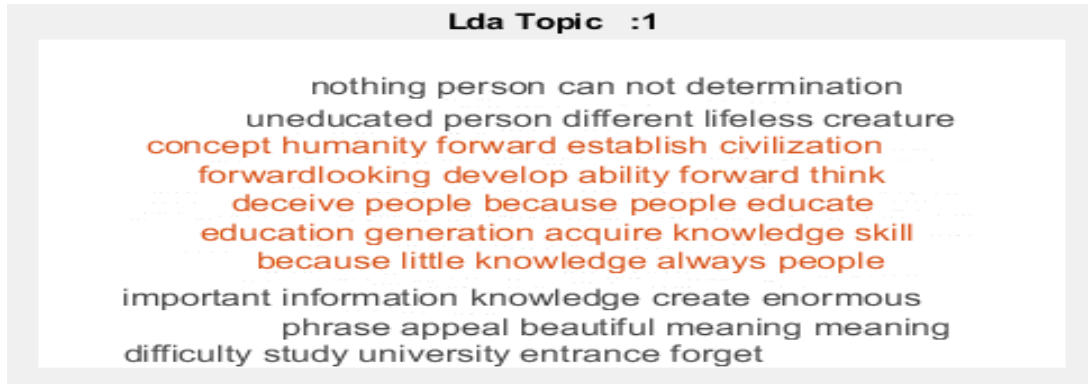 Lda Topic :1
nothing person can not determination
uneducated person different lifeless creature
concept humanity forward establish civilization
forwardlooking develop ability forward think
deceive people because people educate
education generation acquire knowledge skill
because little knowledge always people
important information knowledge create enormous
phrase appeal beautiful meaning meaning
difficulty study university entrance forget